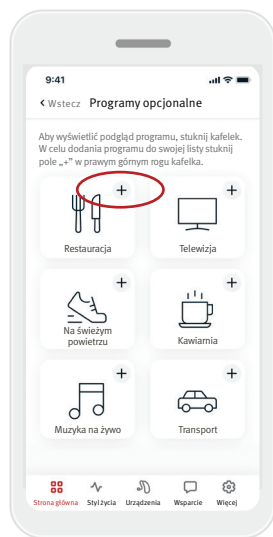 9:41
Wstecz Programy opcjonalne
Aby wyświetlić podgląd programu, stuknij kafelek.
W celu dodania programu do swojej listy stuknij
pole „+” w prawym górnym rogu kafelka.
+ +
Restauracja Telewizja
+ +
Na świeżym
powietrzu Kawiarnia
+ +
Muzyka na żywo Transport
Strona główna Styl życia Urządzenia Wsparcie Więcej